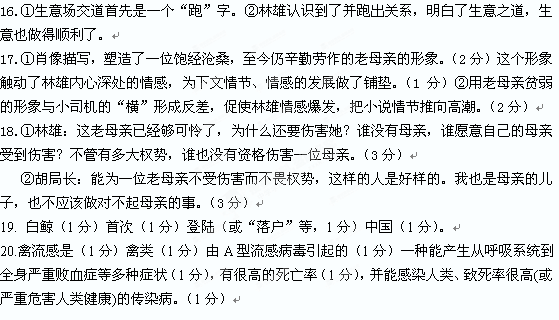 16.①生意场交道首先是一个“跑”字。②林雄认识到了并跑出关系，明白了生意之道，生
意也做得顺利了。
17.①肖像描写，塑造了一位饱经沧桑，至今仍辛勤劳作的老母亲的形象。（2分）这个形象
触动了林雄内心深处的情感，为下文情节、情感的发展做了铺垫。（1 分）②用老母亲贫弱
的形象与小司机的“横”形成反差，促使林雄情感爆发，把小说情节推向高潮。（2分）
18.①林雄：这老母亲已经够可怜了，为什么还要伤害她？谁没有母亲，谁愿意自己的母亲
受到伤害？不管有多大权势，谁也没有资格伤害一位母亲。（3分）
②胡局长：能为一位老母亲不受伤害而不畏权势，这样的人是好样的。我也是母亲的儿
子，也不应该做对不起母亲的事。（3分）
19. 白鲸（1分）首次（1分）登陆（或“落户”等，1分）中国（1分）。
20.禽流感是（1分）禽类（1分）由A型流感病毒引起的（1分）一种能产生从呼吸系统到
全身严重败血症等多种症状（1分），有很高的死亡率（1分），并能感染人类、致死率很高(或
严重危害人类健康)的传染病。（1分）